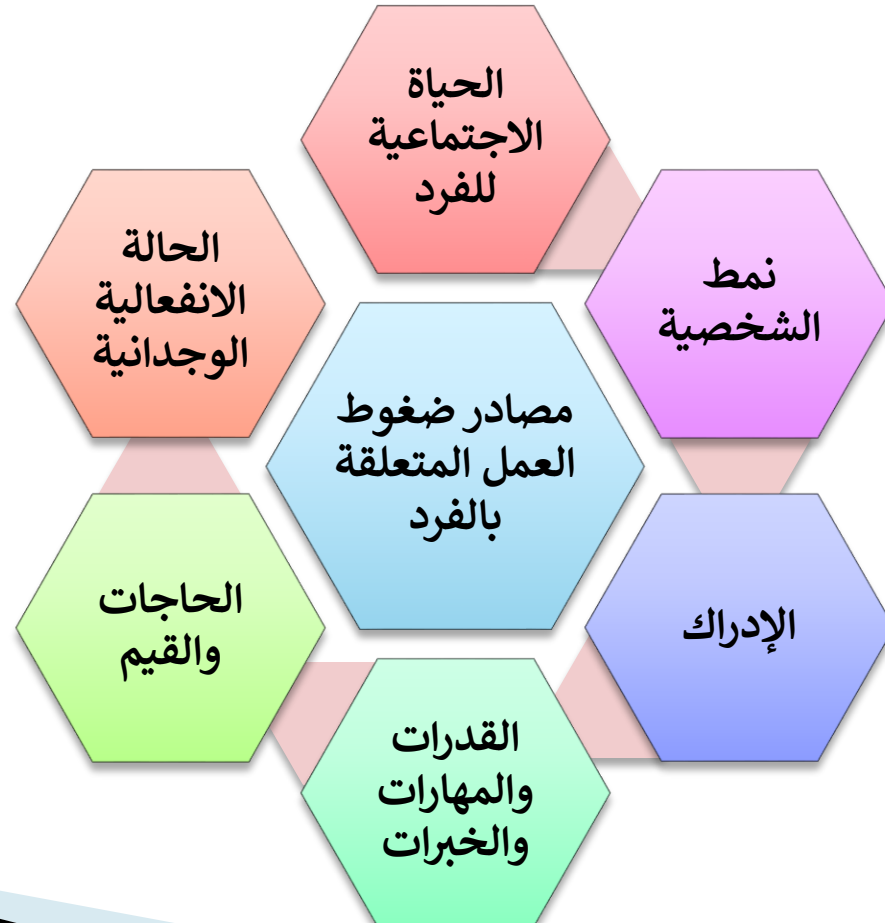 الحياة
الاجتماعية
للفرد
نمط
الشخصية
الإدراك
القدرات
والمهارات
والخبرات
الحاجات
والقيم
الحالة
الانفعالية
الوجدانية
مصادر ضغوط
العمل المتعلقة
بالفرد